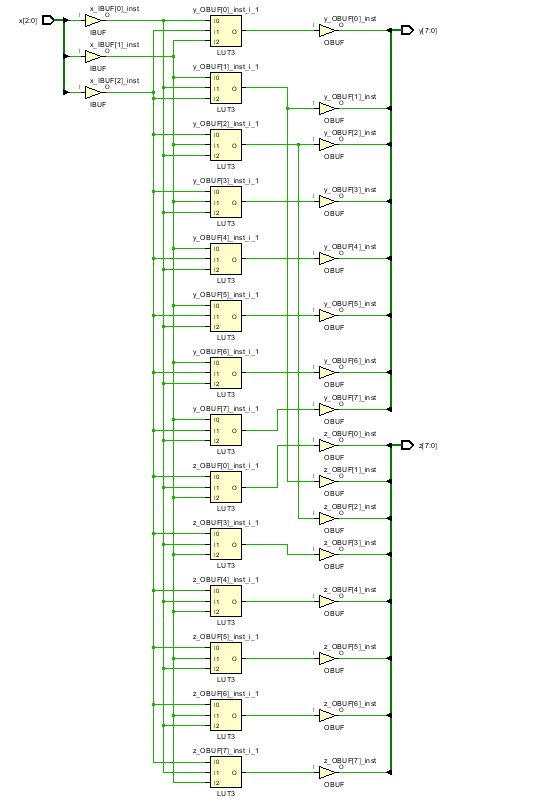 x[2:0]
x_IBUF[0]_inst
I
O
IBUF
x_IBUF[1]_inst
I
O
IBUF
x_IBUF[2]_inst
I
O
IBUF
y_OBUF[0]_inst_i_1
I0
I1
O
I2
LUT3
y_OBUF[1]_inst_i_1
I0
I1
O
I2
LUT3
y_OBUF[2]_inst_i_1
I0
I1
O
I2
LUT3
y_OBUF[3]_inst_i_1
I0
I1
O
I2
LUT3
y_OBUF[4]_inst_i_1
I0
I1
O
I2
LUT3
y_OBUF[5]_inst_i_1
I0
I1
O
I2
LUT3
y_OBUF[6]_inst_i_1
I0
I1
O
I2
LUT3
y_OBUF[7]_inst_i_1
I0
I1
O
I2
LUT3
z_OBUF[0]_inst_i_1
I0
I1
O
I2
LUT3
z_OBUF[3]_inst_i_1
I0
I1
O
I2
LUT3
z_OBUF[4]_inst_i_1
I0
I1
O
I2
LUT3
z_OBUF[5]_inst_i_1
I0
I1
O
I2
LUT3
z_OBUF[6]_inst_i_1
I0
I1
O
I2
LUT3
z_OBUF[7]_inst_i_1
I0
I1
O
I2
LUT3
y_OBUF[0]_inst
I
O
OBUF
y_OBUF[1]_inst
I
O
OBUF
y_OBUF[2]_inst
I
O
OBUF
y_OBUF[3]_inst
I
O
OBUF
y_OBUF[4]_inst
I
O
OBUF
y_OBUF[5]_inst
I
O
OBUF
y_OBUF[6]_inst
I
O
OBUF
y_OBUF[7]_inst
I
O
OBUF
z_OBUF[0]_inst
I
O
OBUF
z_OBUF[1]_inst
I
O
OBUF
z_OBUF[2]_inst
I
O
OBUF
z_OBUF[3]_inst
I
O
OBUF
z_OBUF[4]_inst
I
O
OBUF
z_OBUF[5]_inst
I
O
OBUF
z_OBUF[6]_inst
I
O
OBUF
z_OBUF[7]_inst
I
O
OBUF
y[7:0]
z[7:0]